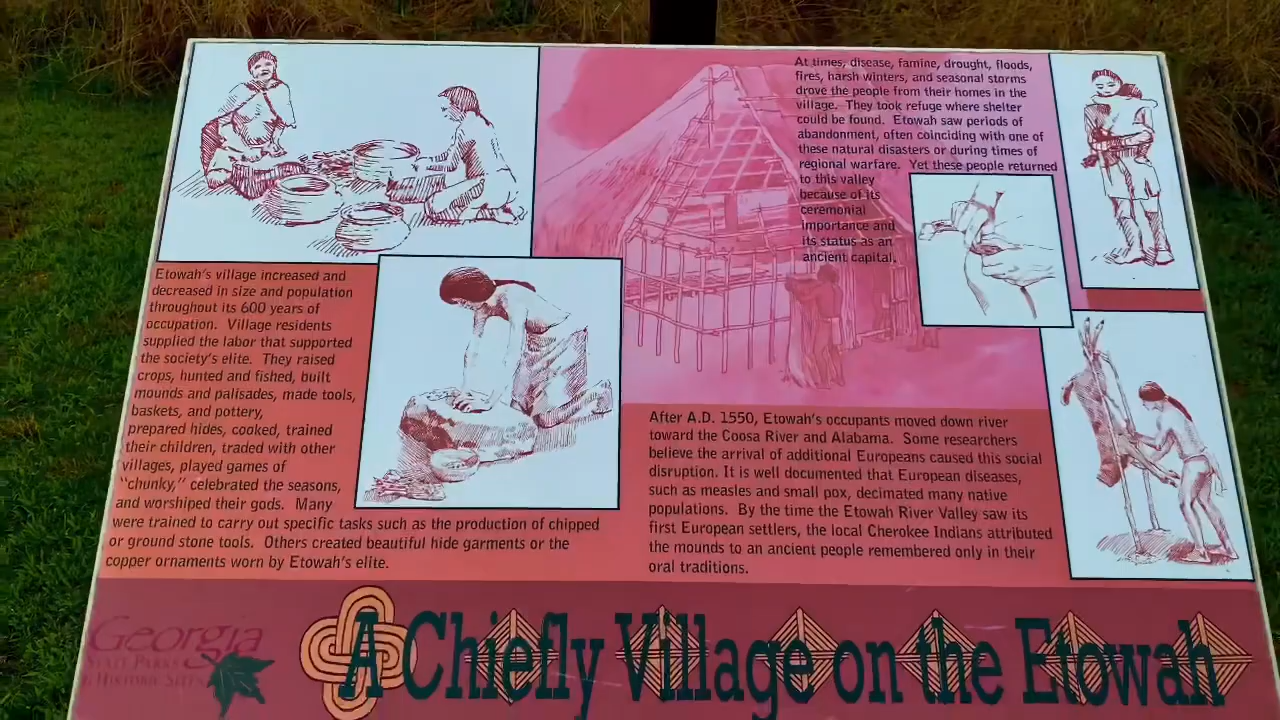 At times, disease, famine, drought, floods,
fires, harsh winters, and seasonal storms
drove the people from their homes in the
village. They took refuge where shelter
could be found. Etowah saw periods of
abandonment, often coinciding with one of
these natural disasters or during times of
regional warfare. Yet these people returned
to this valley
because of its
ceremonial
importance and
its status as an
ancient capital.
Etowah's village increased and
decreased in size and population
throughout its 600 years of
occupation. Village residents
supplied the labor that supported
the society's elite. They raised
crops, hunted and fished, built
mounds and palisades, made tools,
baskets, and pottery,
prepared hides, cooked, trained
their children, traded with other
villages, played games of
"chunky," celebrated the seasons,
and worshiped their gods. Many
were trained to carry out specific tasks such as the production of chipped
or ground stone tools. Others created beautiful hide garments or the
copper ornaments worn by Etowah's elite.
After A.D. 1550, Etowah's occupants moved down river
toward the Coosa River and Alabama. Some researchers
believe the arrival of additional Europeans caused this social
disruption. It is well documented that European diseases,
such as measles and small pox, decimated many native
populations. By the time the Etowah River Valley saw its
first European settlers, the local Cherokee Indians attributed
the mounds to an ancient people remembered only in their
oral traditions.
Georgia
State Parks
& Historic Sites
A Chiefly Village on the Etowah